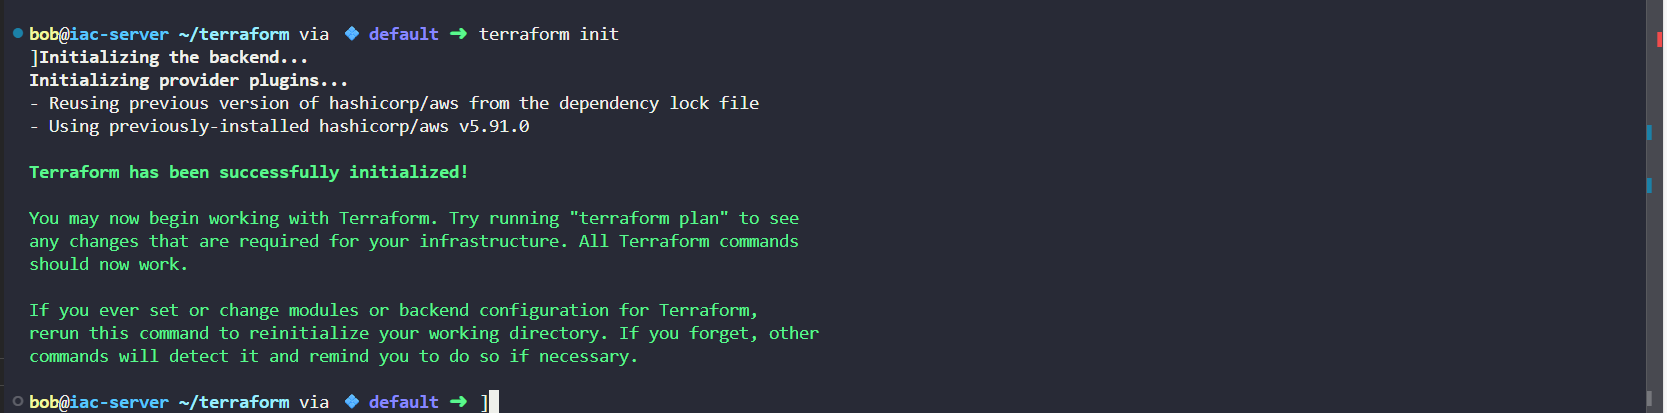 bob@iac-server ~/terraform via ❖ default ➜ terraform init
]Initializing the backend...
Initializing provider plugins...
- Reusing previous version of hashicorp/aws from the dependency lock file
- Using previously-installed hashicorp/aws v5.91.0
Terraform has been successfully initialized!
You may now begin working with Terraform. Try running "terraform plan" to see
any changes that are required for your infrastructure. All Terraform commands
should now work.
If you ever set or change modules or backend configuration for Terraform,
rerun this command to reinitialize your working directory. If you forget, other
commands will detect it and remind you to do so if necessary.
bob@iac-server ~/terraform via ❖ default ➜ ]